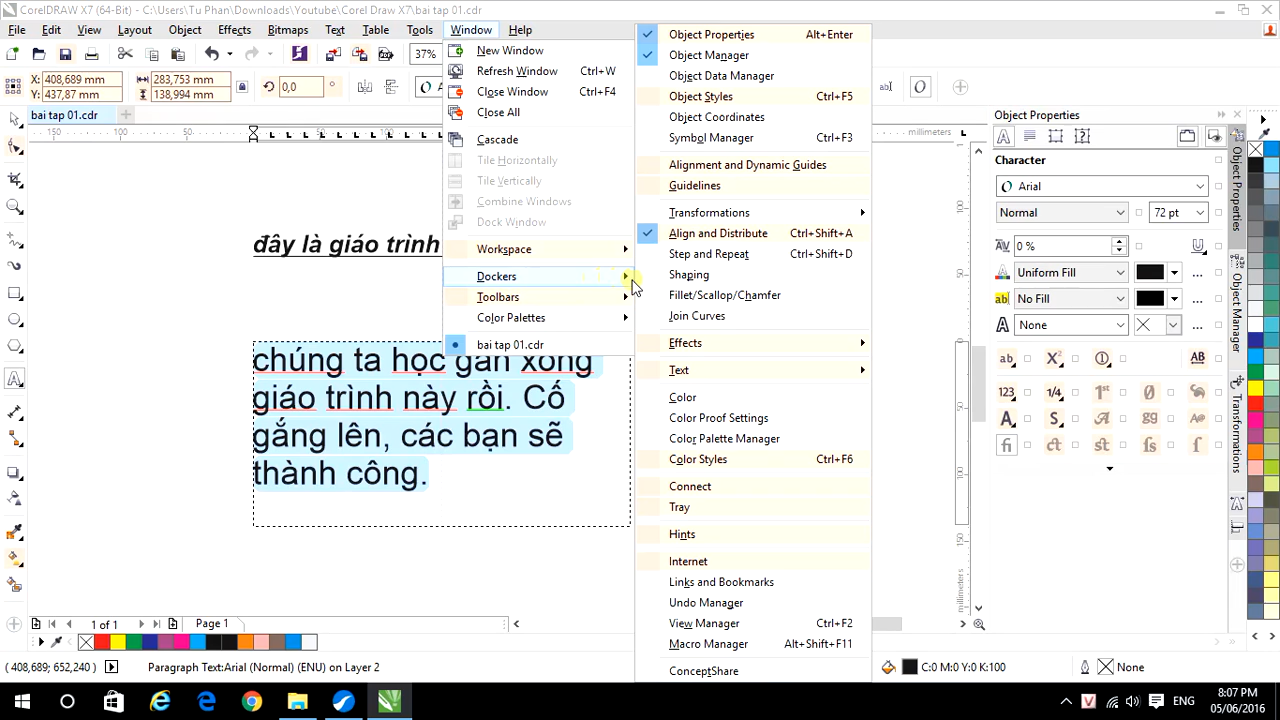 CorelDRAW X7 (64-Bit) - C:\Users\Tu Phan\Downloads\Youtube\Corel Draw X7\bai tap 01.cdr
File Edit View Layout Object Effects Bitmaps Text Table Tools Window Help
37%
X: 408,689 mm 283,753 mm 0,0
Y: 437,87 mm 138,994 mm
bai tap 01.cdr
150 100 50 millimeters
New Window
Refresh Window Ctrl+W
Close Window Ctrl+F4
Close All
Cascade
Tile Horizontally
Tile Vertically
Combine Windows
Dock Window
Workspace
Dockers
Toolbars
Color Palettes
bai tap 01.cdr
Object Properties Alt+Enter
Object Manager
Object Data Manager
Object Styles Ctrl+F5
Object Coordinates
Symbol Manager Ctrl+F3
Alignment and Dynamic Guides
Guidelines
Transformations
Align and Distribute Ctrl+Shift+A
Step and Repeat Ctrl+Shift+D
Shaping
Fillet/Scallop/Chamfer
Join Curves
Effects
Text
Color
Color Proof Settings
Color Palette Manager
Color Styles Ctrl+F6
Connect
Tray
Hints
Internet
Links and Bookmarks
Undo Manager
View Manager Ctrl+F2
Macro Manager Alt+Shift+F11
ConceptShare
đây là giáo trình
chúng ta học gần xong
giáo trình này rồi. Cố
gắng lên, các bạn sẽ
thành công.
Object Properties
Character
Arial
Normal 72 pt
0 %
Uniform Fill
No Fill
None
Object Properties
Object Manager
Transformations
millimeters
1 of 1 Page 1
( 408,689; 652,240 ) Paragraph Text:Arial (Normal) (ENU) on Layer 2 C:0 M:0 Y:0 K:100 None
ENG 8:07 PM
05/06/2016